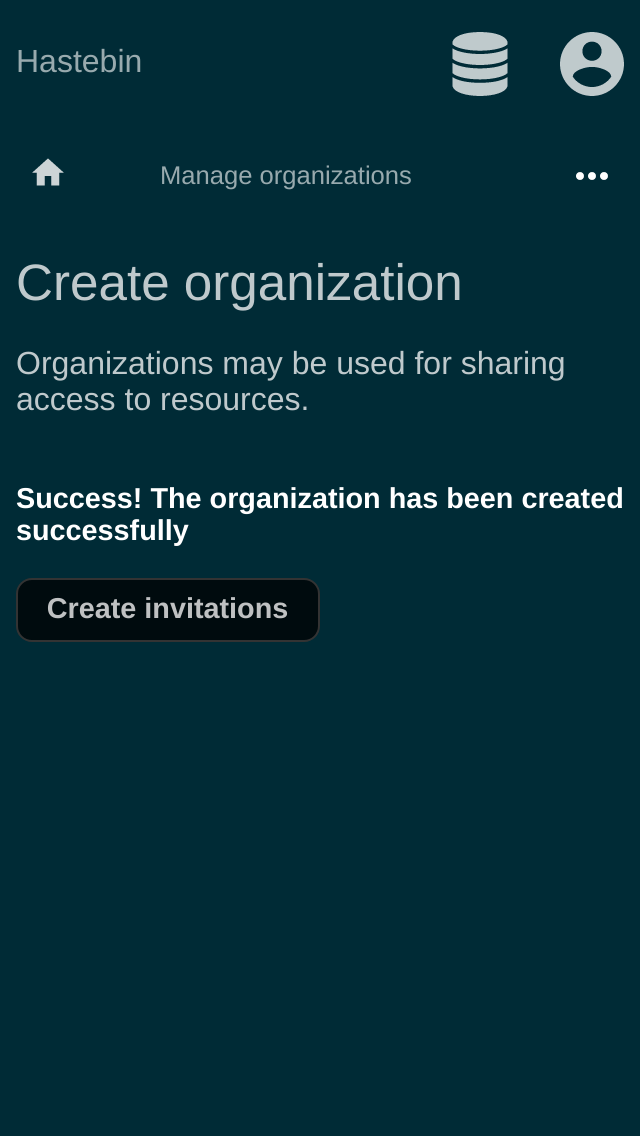 Hastebin
Manage organizations
Create organization
Organizations may be used for sharing
access to resources.
Success! The organization has been created
successfully
Create invitations